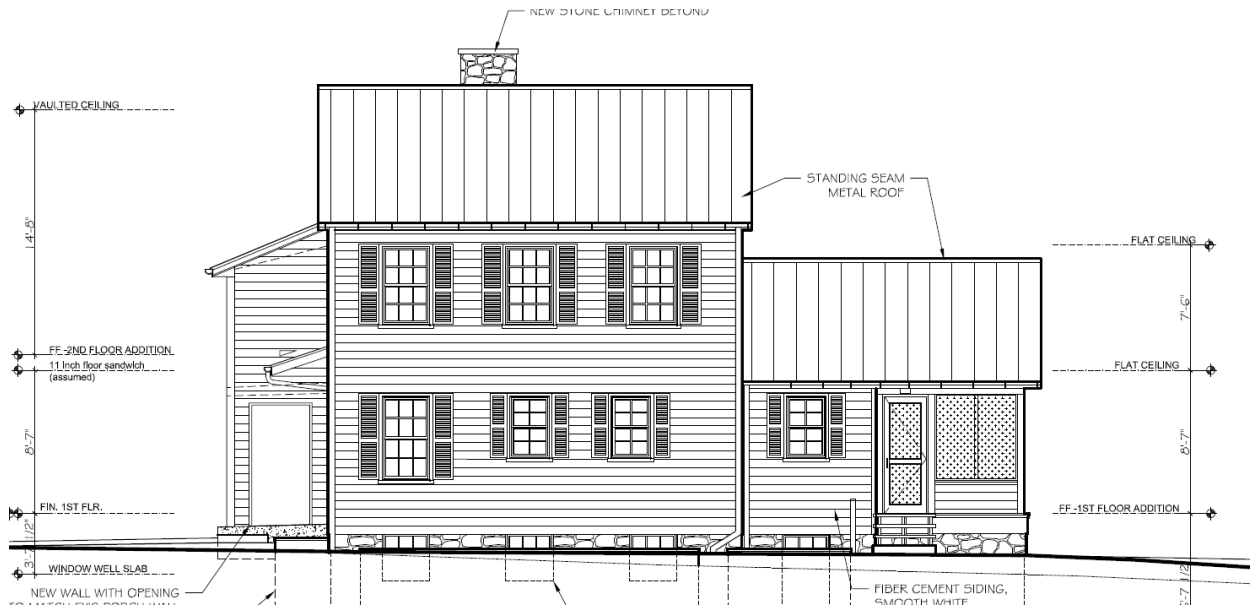 NEW STONE CHIMNEY BEYOND
VAULTED CEILING
STANDING SEAM
METAL ROOF
14'-8"
FLAT CEILING
7'-6"
FF -2ND FLOOR ADDITION
11 Inch floor sandwich
(assumed)
FLAT CEILING
8'-7"
8'-7"
FIN. 1ST FLR.
FF -1ST FLOOR ADDITION
WINDOW WELL SLAB
NEW WALL WITH OPENING
FIBER CEMENT SIDING,
SMOOTH WHITE